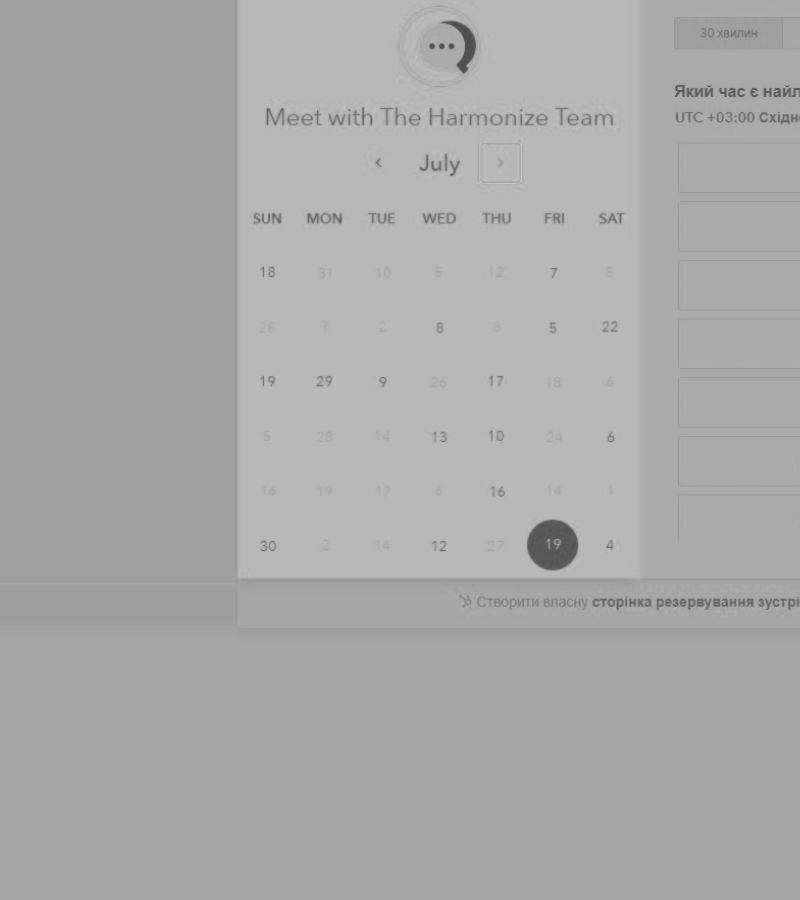 30 хвилин
Meet with The Harmonize Team
Який час є найл
UTC +03:00 Східн
July
SUN MON TUE WED THU FRI SAT
18 31 10 5 12 7 5
25 7 2 8 8 5 22
19 29 9 26 17 18 6
5 28 14 13 10 24 6
16 19 17 6 16 14 1
30 2 14 12 27 19 4
Створити власну сторінка резервування зустрі